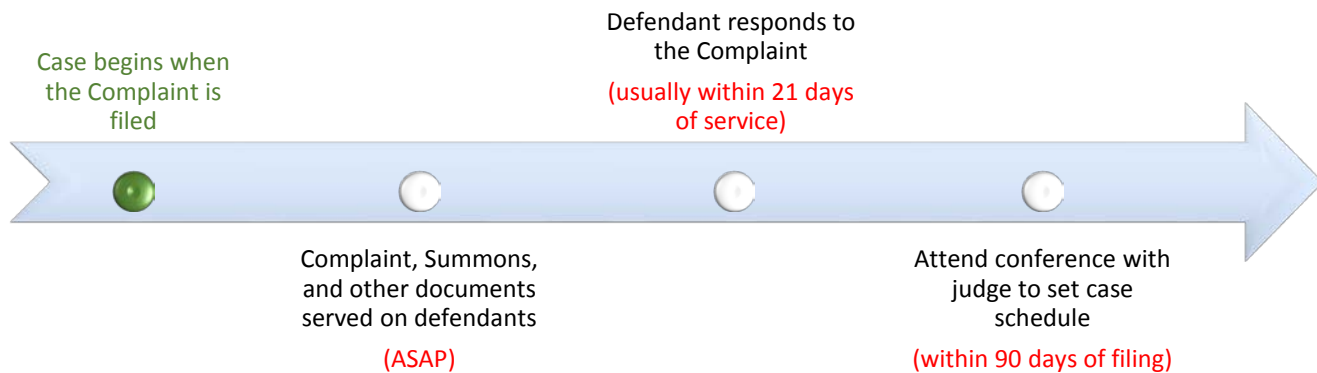 Case begins when
the Complaint is
filed
Complaint, Summons,
and other documents
served on defendants
(ASAP)
Defendant responds to
the Complaint
(usually within 21 days
of service)
Attend conference with
judge to set case
schedule
(within 90 days of filing)